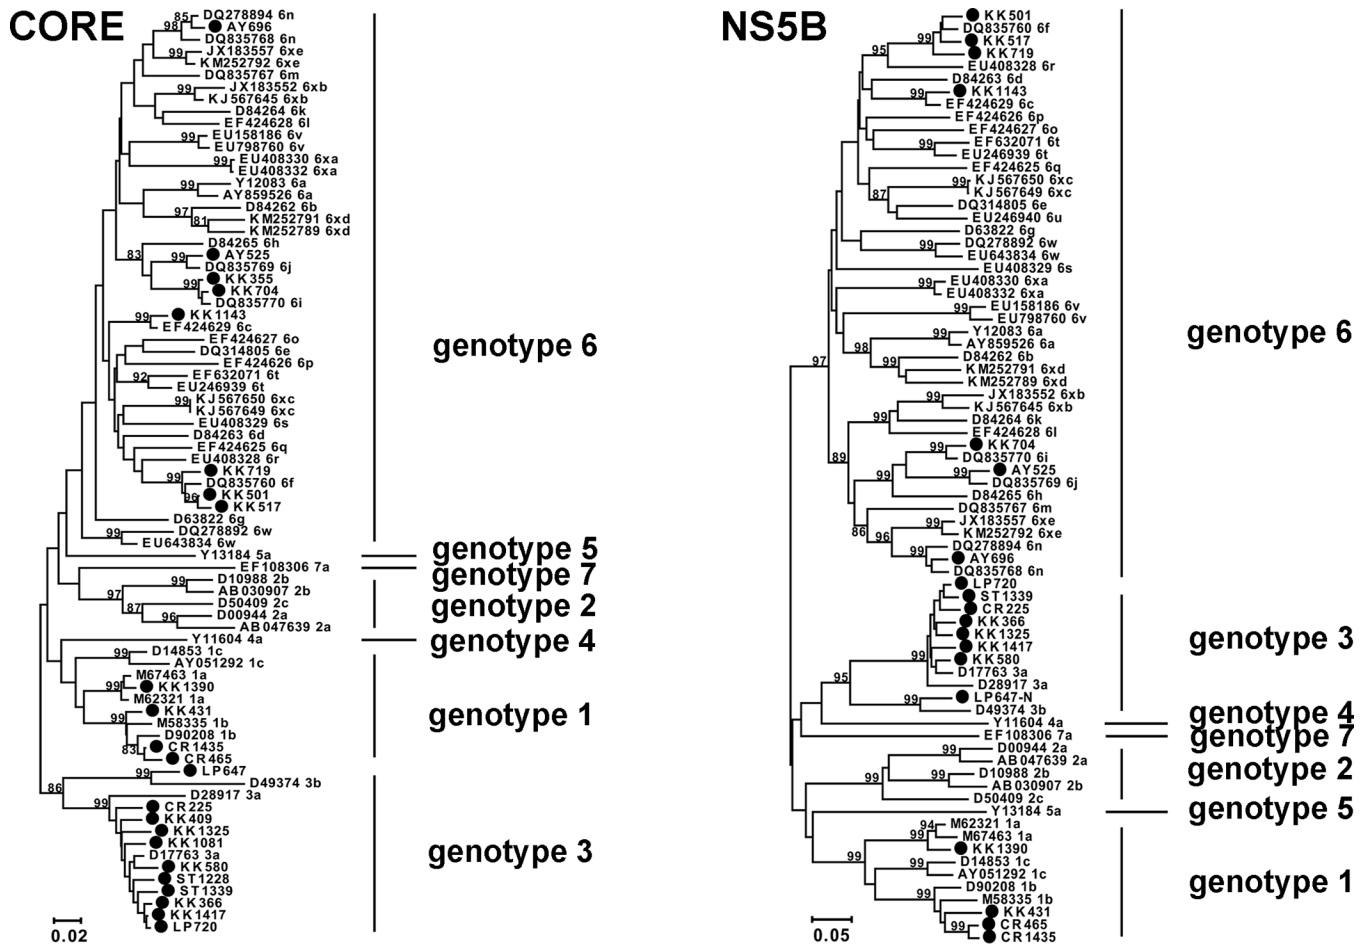 CORE
85
DQ278894 6n
98
AY696
DQ835768 6n
JX183557 6xe
99
KM252792 6xe
DQ835767 6m
JX183552 6xb
99
KJ567645 6xb
D84264 6k
EF424628 6l
EU158186 6v
99
EU798760 6v
EU408330 6xa
99
EU408332 6xa
Y12083 6a
99
AY859526 6a
D84262 6b
97
KM252791 6xd
81
KM252789 6xd
D84265 6h
83
AY525
99
DQ835769 6j
KK355
99
KK704
DQ835770 6i
KK1143
99
EF424629 6c
EF424627 6o
DQ314805 6e
EF424626 6p
EF632071 6t
92
EU246939 6t
KJ567650 6xc
99
KJ567649 6xc
EU408329 6s
D84263 6d
EF424625 6q
EU408328 6r
KK719
99
DQ835760 6f
KK501
96
KK517
D63822 6g
DQ278892 6w
99
EU643834 6w
Y13184 5a
EF108306 7a
D10988 2b
99
AB030907 2b
97
D50409 2c
87
D00944 2a
96
AB047639 2a
Y11604 4a
D14853 1c
99
AY051292 1c
M67463 1a
99
KK1390
M62321 1a
KK431
99
M58335 1b
D90208 1b
CR1435
83
CR465
LP647
99
D49374 3b
86
D28917 3a
99
CR225
KK409
KK1325
KK1081
D17763 3a
KK580
ST1228
ST1339
KK366
KK1417
LP720
0.02
genotype 6
genotype 5
genotype 7
genotype 2
genotype 4
genotype 1
genotype 3
NS5B
KK501
DQ835760 6f
99
KK517
95
KK719
EU408328 6r
D84263 6d
KK1143
99
EF424629 6c
EF424626 6p
EF424627 6o
EF632071 6t
99
EU246939 6t
EF424625 6q
KJ567650 6xc
99
KJ567649 6xc
87
DQ314805 6e
EU246940 6u
D63822 6g
DQ278892 6w
99
EU643834 6w
EU408329 6s
EU408330 6xa
99
EU408332 6xa
EU158186 6v
99
EU798760 6v
Y12083 6a
99
AY859526 6a
98
D84262 6b
99
KM252791 6xd
KM252789 6xd
97
JX183552 6xb
99
KJ567645 6xb
99
D84264 6k
EF424628 6l
KK704
99
DQ835770 6i
89
AY525
99
99
DQ835769 6j
D84265 6h
DQ835767 6m
JX183557 6xe
99
86
KM252792 6xe
96
DQ278894 6n
99
AY696
DQ835768 6n
LP720
ST1339
CR225
KK366
KK1325
KK1417
99
KK580
D17763 3a
95
D28917 3a
LP647-N
99
D49374 3b
Y11604 4a
EF108306 7a
D00944 2a
99
AB047639 2a
99
D10988 2b
99
AB030907 2b
D50409 2c
Y13184 5a
M62321 1a
94
M67463 1a
99
KK1390
99
D14853 1c
99
AY051292 1c
D90208 1b
99
M58335 1b
KK431
CR465
99
CR1435
0.05
genotype 6
genotype 3
genotype 4
genotype 7
genotype 2
genotype 5
genotype 1